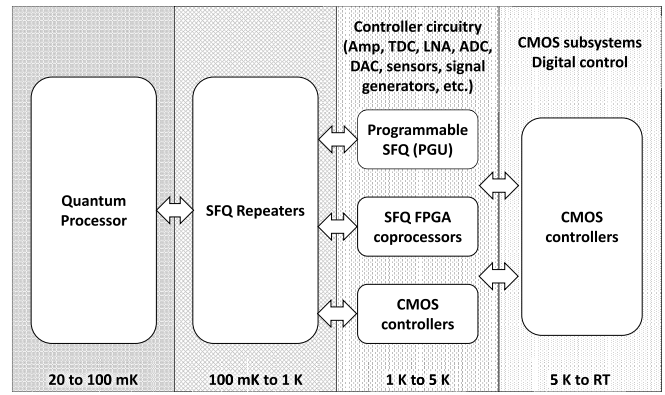 Controller circuitry
(Amp, TDC, LNA, ADC,
DAC, sensors, signal
generators, etc.)
CMOS subsystems
Digital control
Quantum
Processor
SFQ Repeaters
Programmable
SFQ (PGU)
SFQ FPGA
coprocessors
CMOS
controllers
CMOS
controllers
20 to 100 mK
100 mK to 1 K
1 K to 5 K
5 K to RT